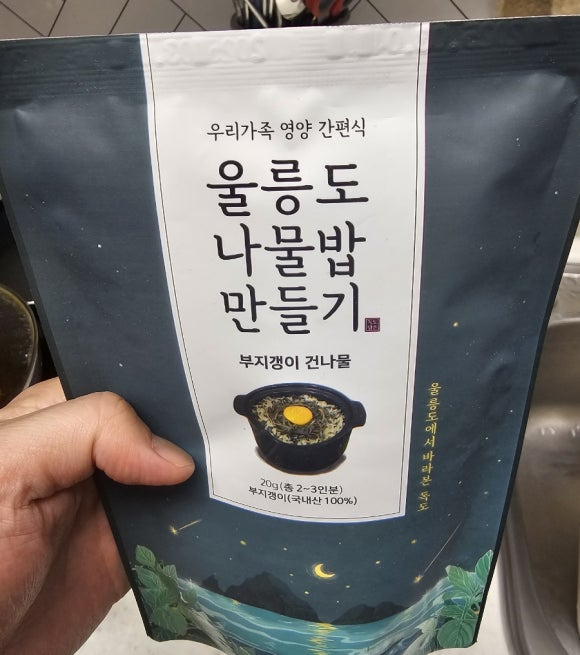 우리가족 영양 간편식
울릉도
나물밥
만들기
부지갱이 건나물
20g(총 2~3인분)
부지갱이(국내산 100%)
울릉도에서 바라본 독도